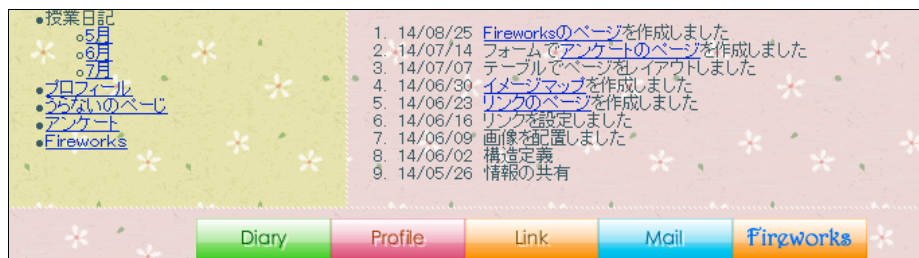 •授業日記
○5月
○6月
○7月
•プロフィール
•うらないのぺーじ
•アンケート
•Fireworks
1. 14/08/25 Fireworksのページを作成しました
2. 14/07/14 フォームでアンケートのページを作成しました
3. 14/07/07 テーブルでページをレイアウトしました
4. 14/06/30 イメージマップを作成しました
5. 14/06/23 リンクのページを作成しました
6. 14/06/16 リンクを設定しました
7. 14/06/09 画像を配置しました
8. 14/06/02 構造定義
9. 14/05/26 情報の共有
Diary Profile Link Mail Fireworks